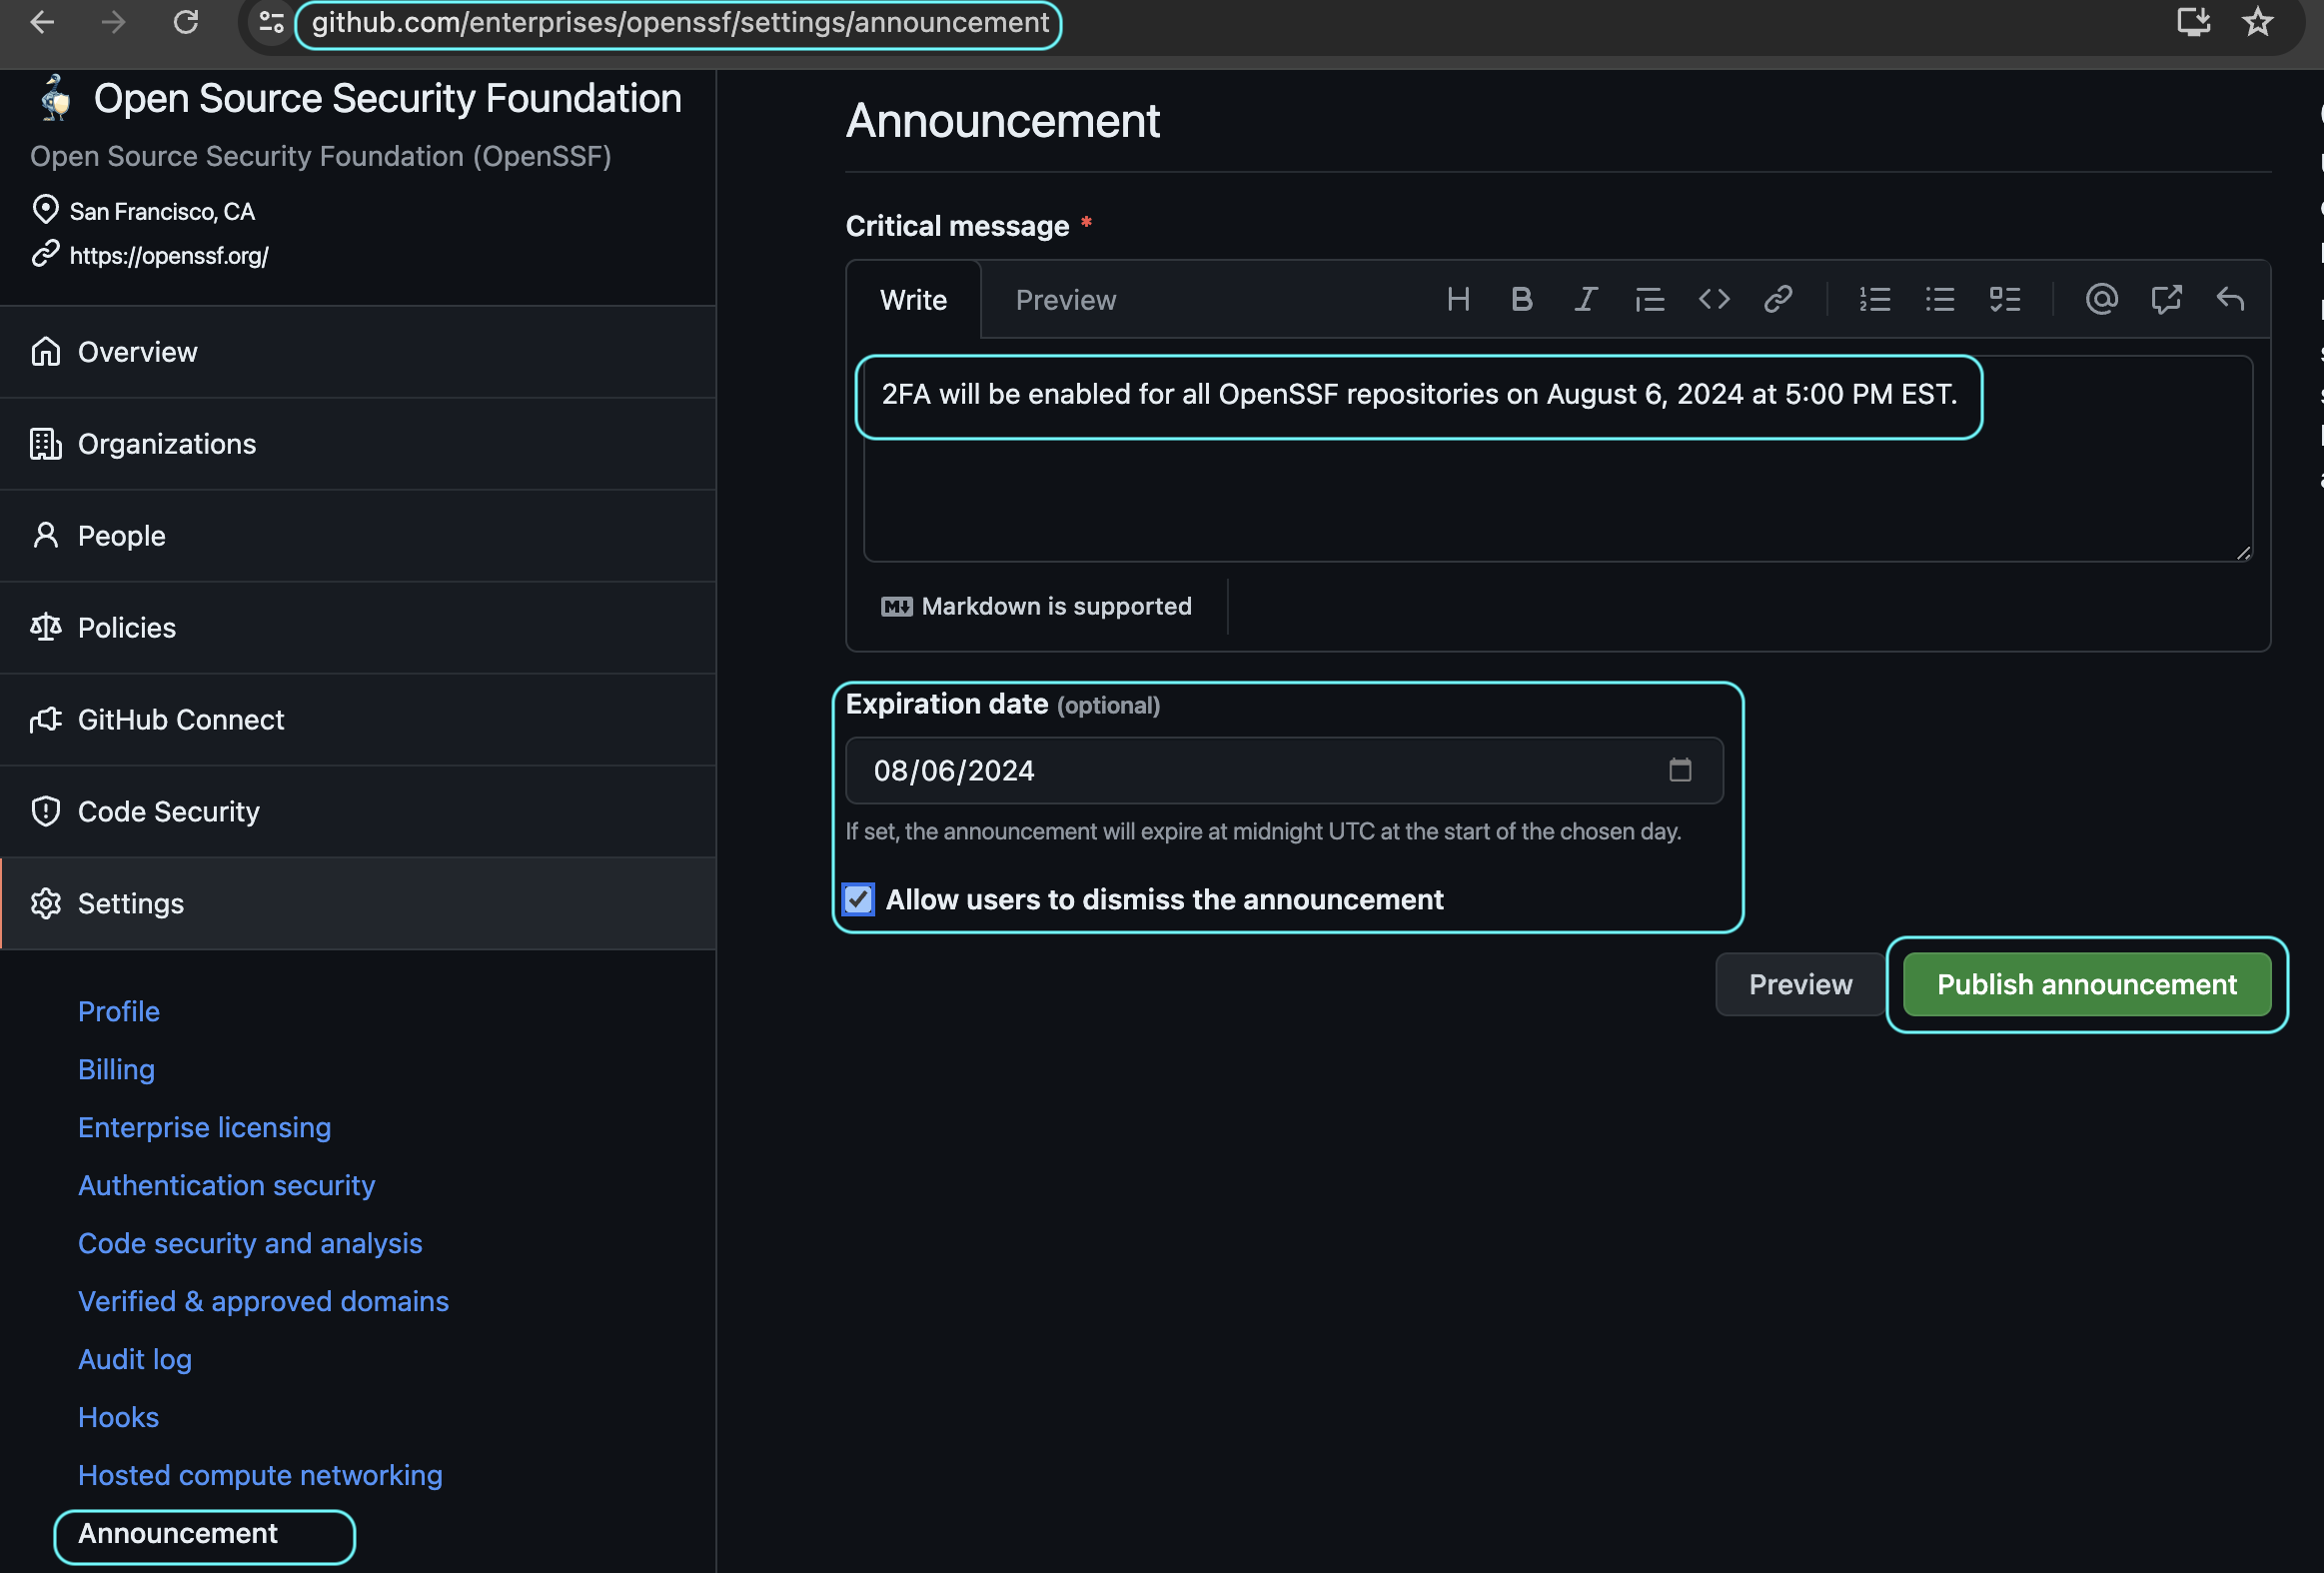 github.com/enterprises/openssf/settings/announcement
Open Source Security Foundation
Open Source Security Foundation (OpenSSF)
San Francisco, CA
https://openssf.org/
Overview
Organizations
People
Policies
GitHub Connect
Code Security
Settings
Profile
Billing
Enterprise licensing
Authentication security
Code security and analysis
Verified & approved domains
Audit log
Hooks
Hosted compute networking
Announcement
Announcement
Critical message *
Write Preview
2FA will be enabled for all OpenSSF repositories on August 6, 2024 at 5:00 PM EST.
Markdown is supported
Expiration date (optional)
08/06/2024
If set, the announcement will expire at midnight UTC at the start of the chosen day.
Allow users to dismiss the announcement
Preview Publish announcement